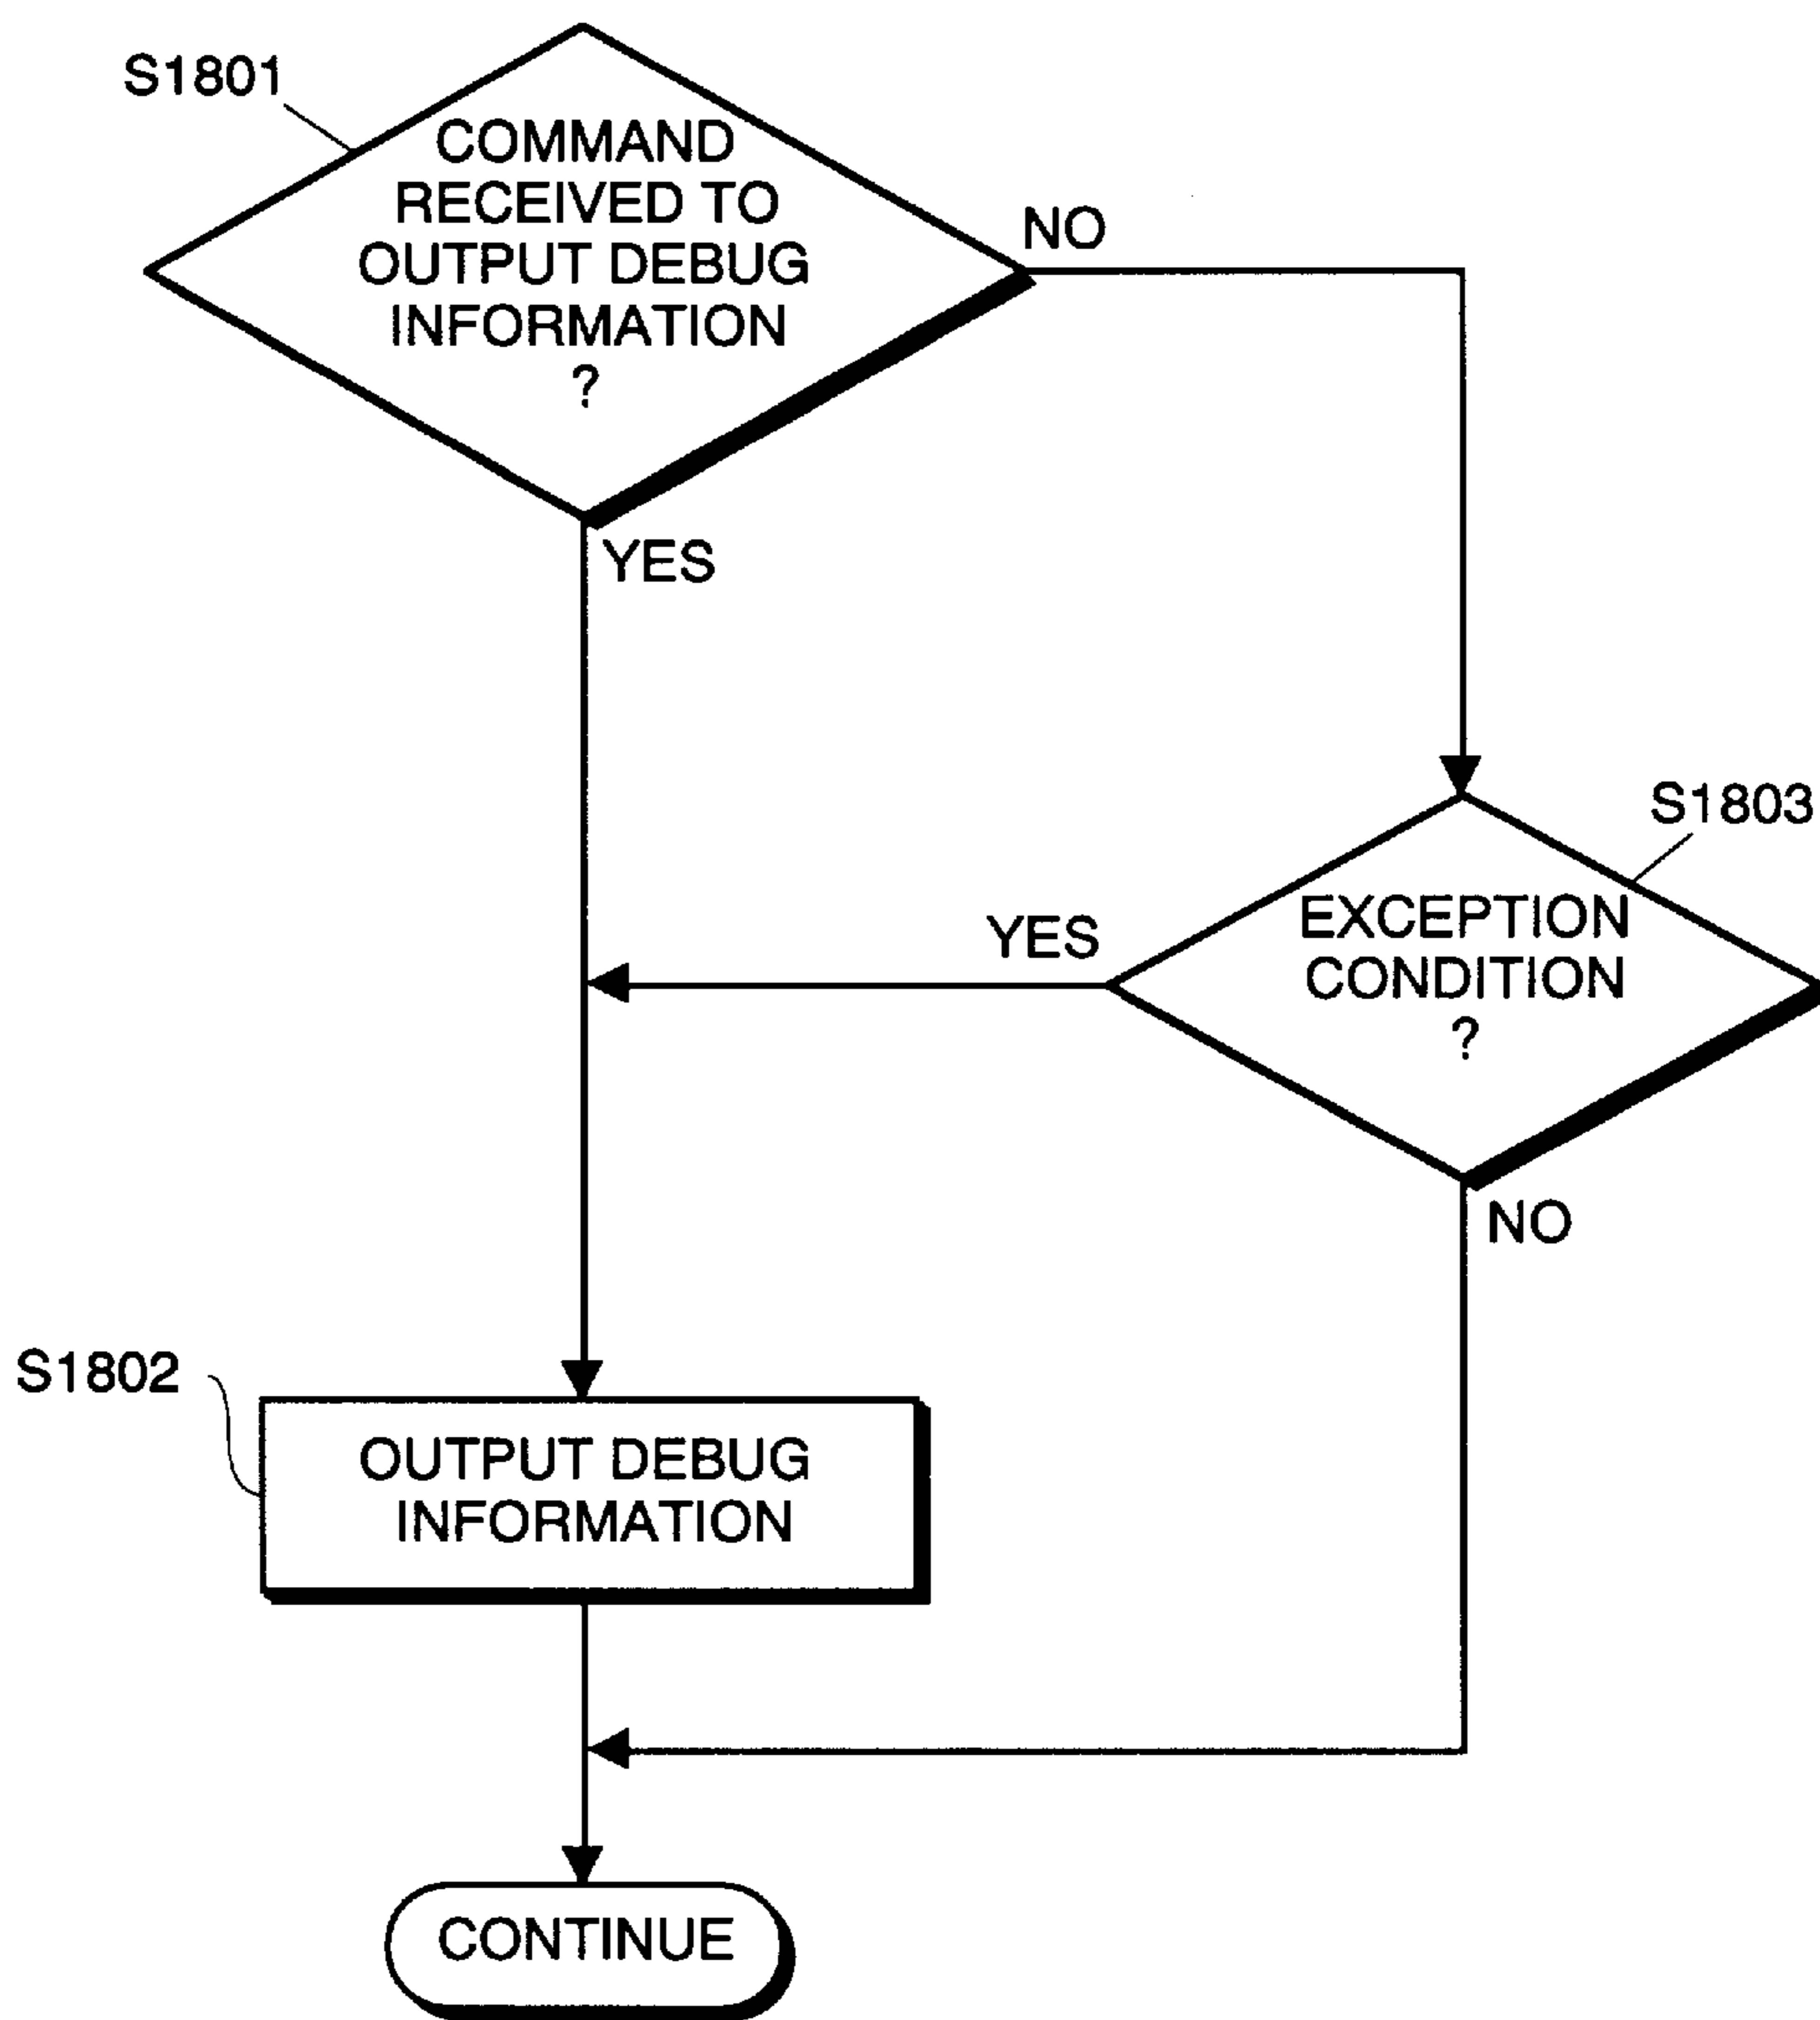 S1801
COMMAND
RECEIVED TO
OUTPUT DEBUG
INFORMATION
?
NO
YES
S1803
EXCEPTION
CONDITION
?
YES
NO
S1802
OUTPUT DEBUG
INFORMATION
CONTINUE